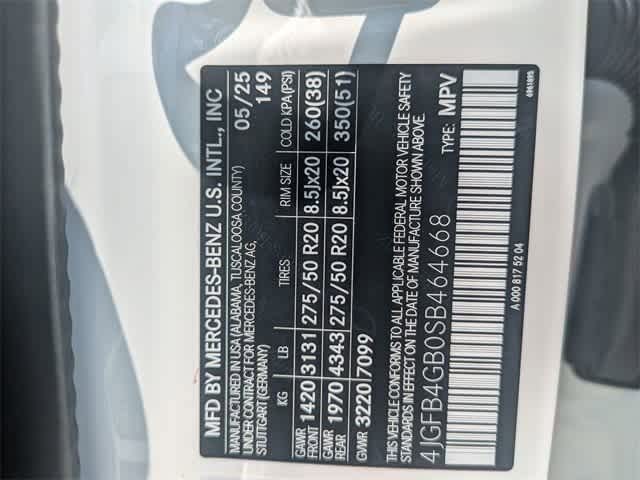 MFD BY MERCEDES-BENZ U.S. INTL., INC 05/25
MANUFACTURED IN USA (ALABAMA, TUSCALOOSA COUNTY) 149
UNDER CONTRACT FOR MERCEDES-BENZ AG,
STUTTGART(GERMANY)
KG LB TIRES RIM SIZE COLD KPA(PSI)
GAWR FRONT 1420 3131 275/50 R20 8.5Jx20 260(38)
GAWR REAR 1970 4343 275/50 R20 8.5Jx20 350(51)
GVWR 3220 7099
THIS VEHICLE CONFORMS TO ALL APPLICABLE FEDERAL MOTOR VEHICLE SAFETY
STANDARDS IN EFFECT ON THE DATE OF MANUFACTURE SHOWN ABOVE.
4JGFB4GB0SB464668 TYPE: MPV
A 000 817 52 04